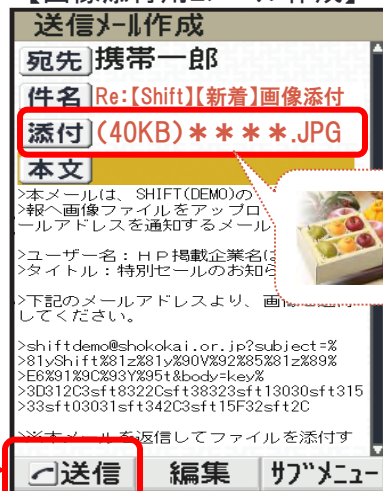 【画像添付用メール作成】
送信ﾒｰﾙ作成
宛先 携帯一郎
件名 Re:【Shift】【新着】画像添付
添付 (40KB)＊＊＊＊.JPG
本文
>本メールは、SHIFT(DEMO)の
>報へ画像ファイルをアップロ
ールアドレスを通知するメール
>ユーザー名：ＨＰ掲載企業名(
>タイトル：特別セールのお知ら
>下記のメールアドレスより、画
してください。
>shiftdemo@shokokai.or.jp?subject=%
>81yShift%81z%81y%90V%92%85%81z%89%
>E6%91%9C%93Y%95t&body=key%
>3D312C3sft8322Csft38323sft13030sft315
>33sft03031sft342C3sft15F32sft2C
>※本メールを返信してファイルを添付す
送信 編集 ｻﾌﾞﾒﾆｭｰ